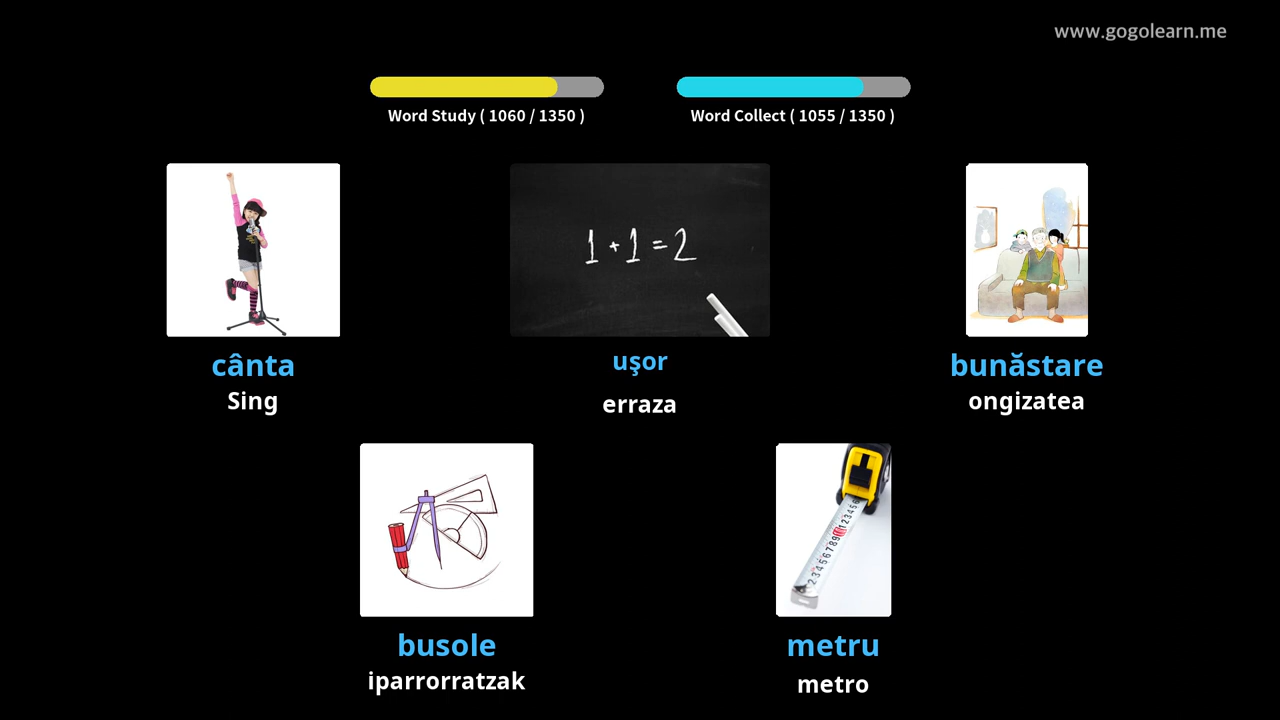 www.gogolearn.me
Word Study ( 1060 / 1350 )
Word Collect ( 1055 / 1350 )
1 + 1 = 2
cânta
Sing
uşor
erraza
bunăstare
ongizatea
busole
iparrorratzak
metru
metro